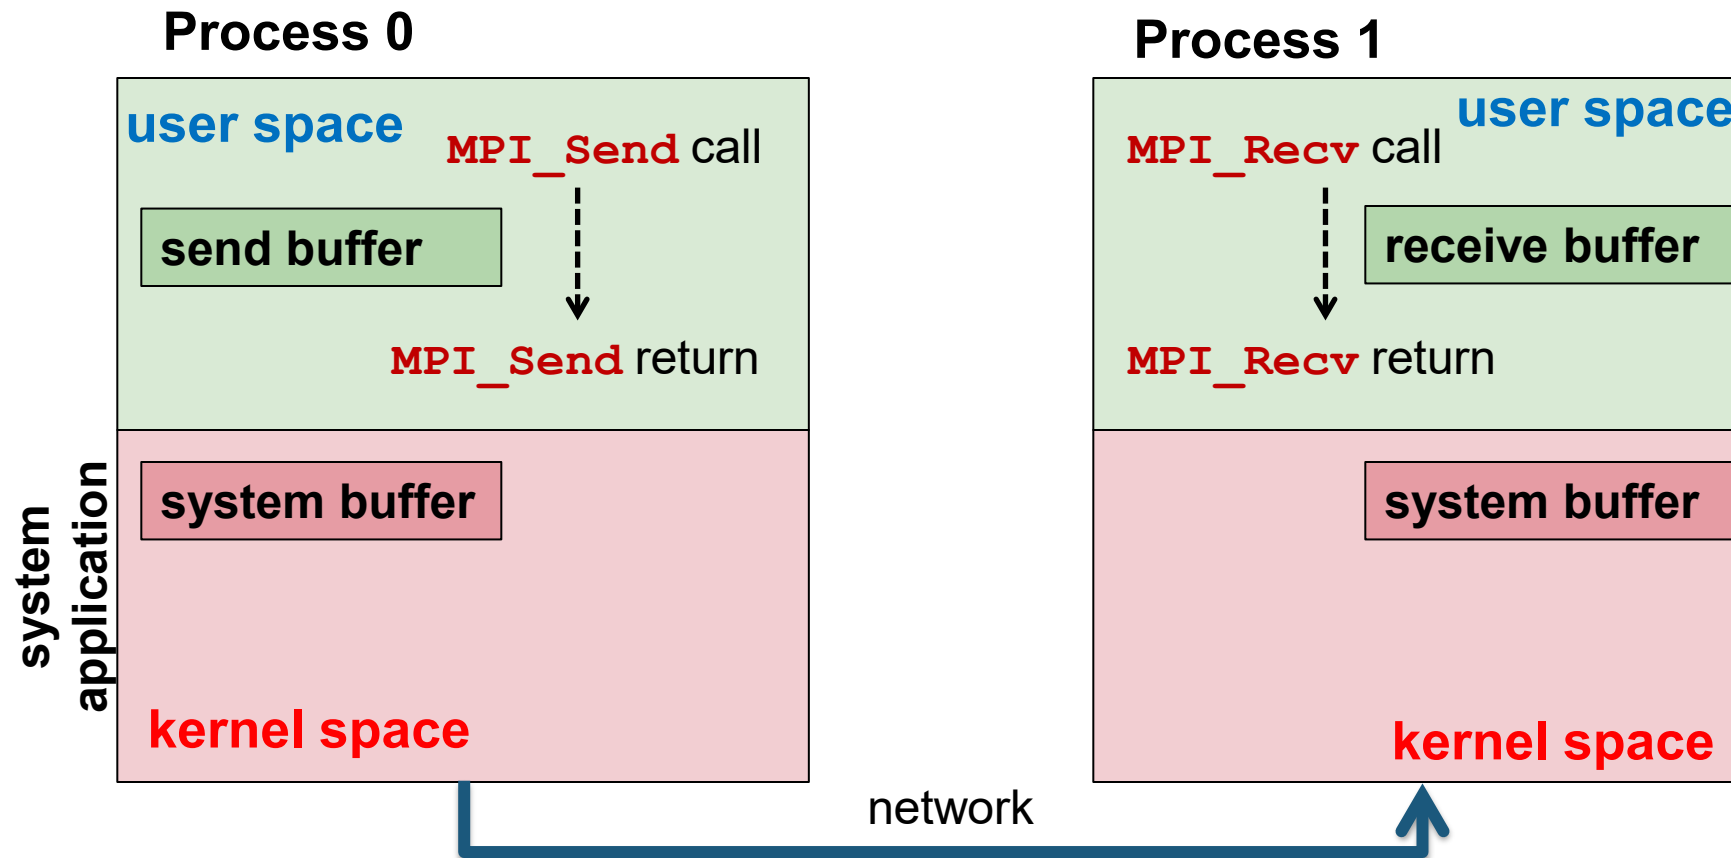 Process 0
user space
MPI_Send call
send buffer
MPI_Send return
system
application
system buffer
kernel space
network
Process 1
user space
MPI_Recv call
receive buffer
MPI_Recv return
system buffer
kernel space